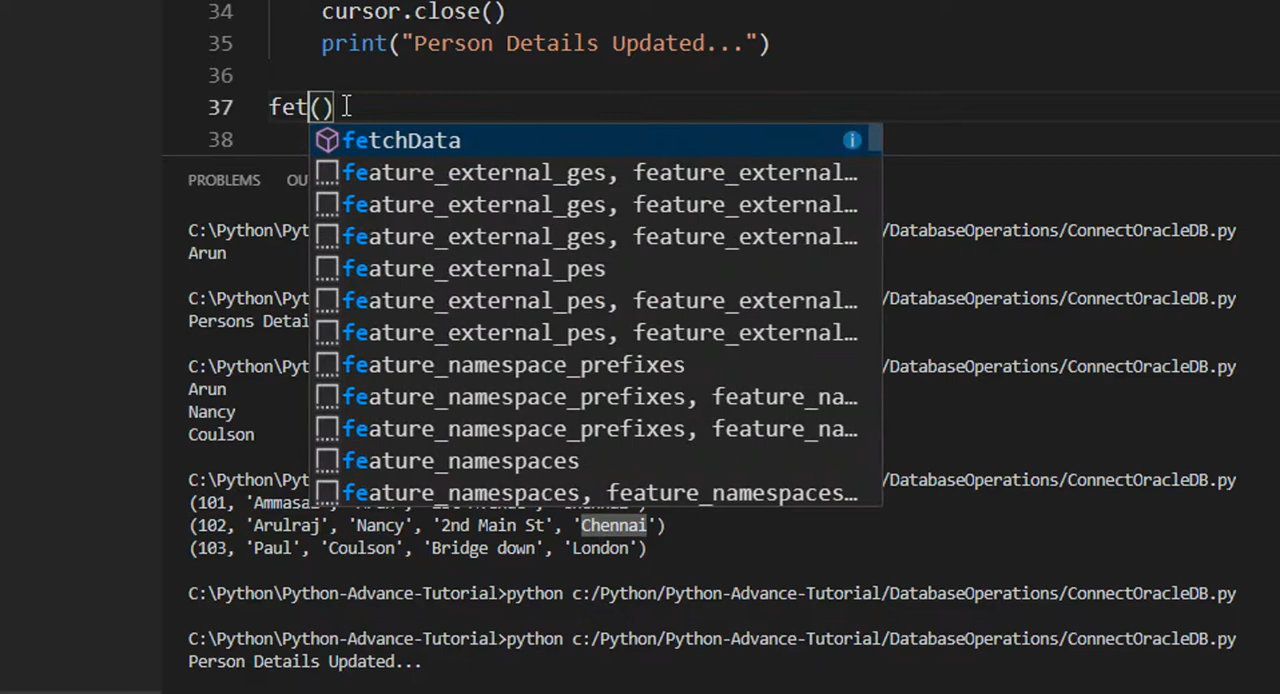 34 cursor.close()
35 print("Person Details Updated...")
36
37 fet()
38
fetchData
feature_external_ges, feature_external…
feature_external_ges, feature_external…
feature_external_ges, feature_external…
feature_external_pes
feature_external_pes, feature_external…
feature_external_pes, feature_external…
feature_namespace_prefixes
feature_namespace_prefixes, feature_na…
feature_namespace_prefixes, feature_na…
feature_namespaces
feature_namespaces, feature_namespaces…
PROBLEMS OU
C:\Python\Pyt /DatabaseOperations/ConnectOracleDB.py
Arun
C:\Python\Pyt /DatabaseOperations/ConnectOracleDB.py
Persons Detai
C:\Python\Pyt /DatabaseOperations/ConnectOracleDB.py
Arun
Nancy
Coulson
C:\Python\Pyt /DatabaseOperations/ConnectOracleDB.py
(101, 'Ammasa
(102, 'Arulraj', 'Nancy', '2nd Main St', 'Chennai')
(103, 'Paul', 'Coulson', 'Bridge down', 'London')
C:\Python\Python-Advance-Tutorial>python c:/Python/Python-Advance-Tutorial/DatabaseOperations/ConnectOracleDB.py
C:\Python\Python-Advance-Tutorial>python c:/Python/Python-Advance-Tutorial/DatabaseOperations/ConnectOracleDB.py
Person Details Updated...